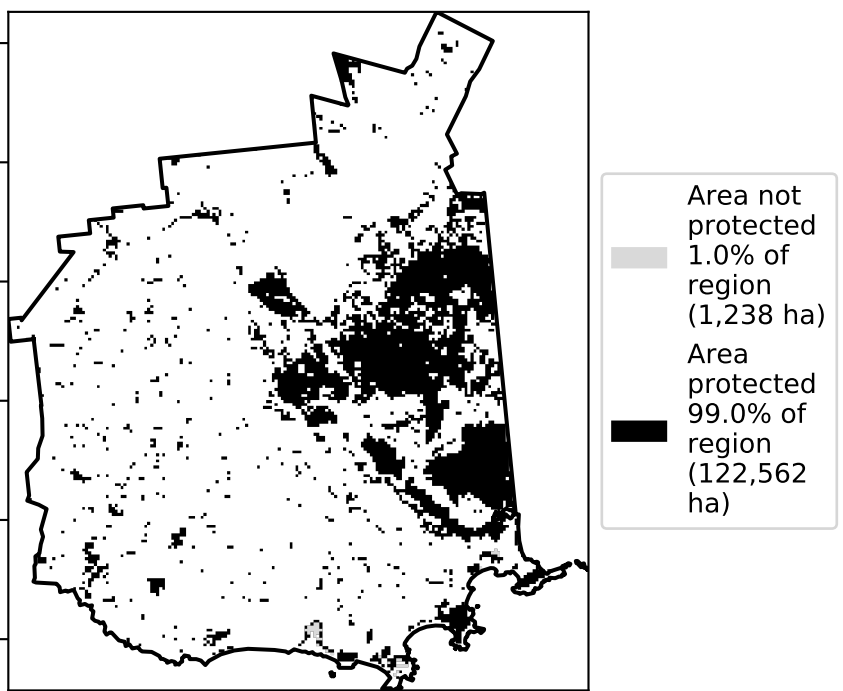 Area not
protected
1.0% of
region
(1,238 ha)
Area
protected
99.0% of
region
(122,562
ha)